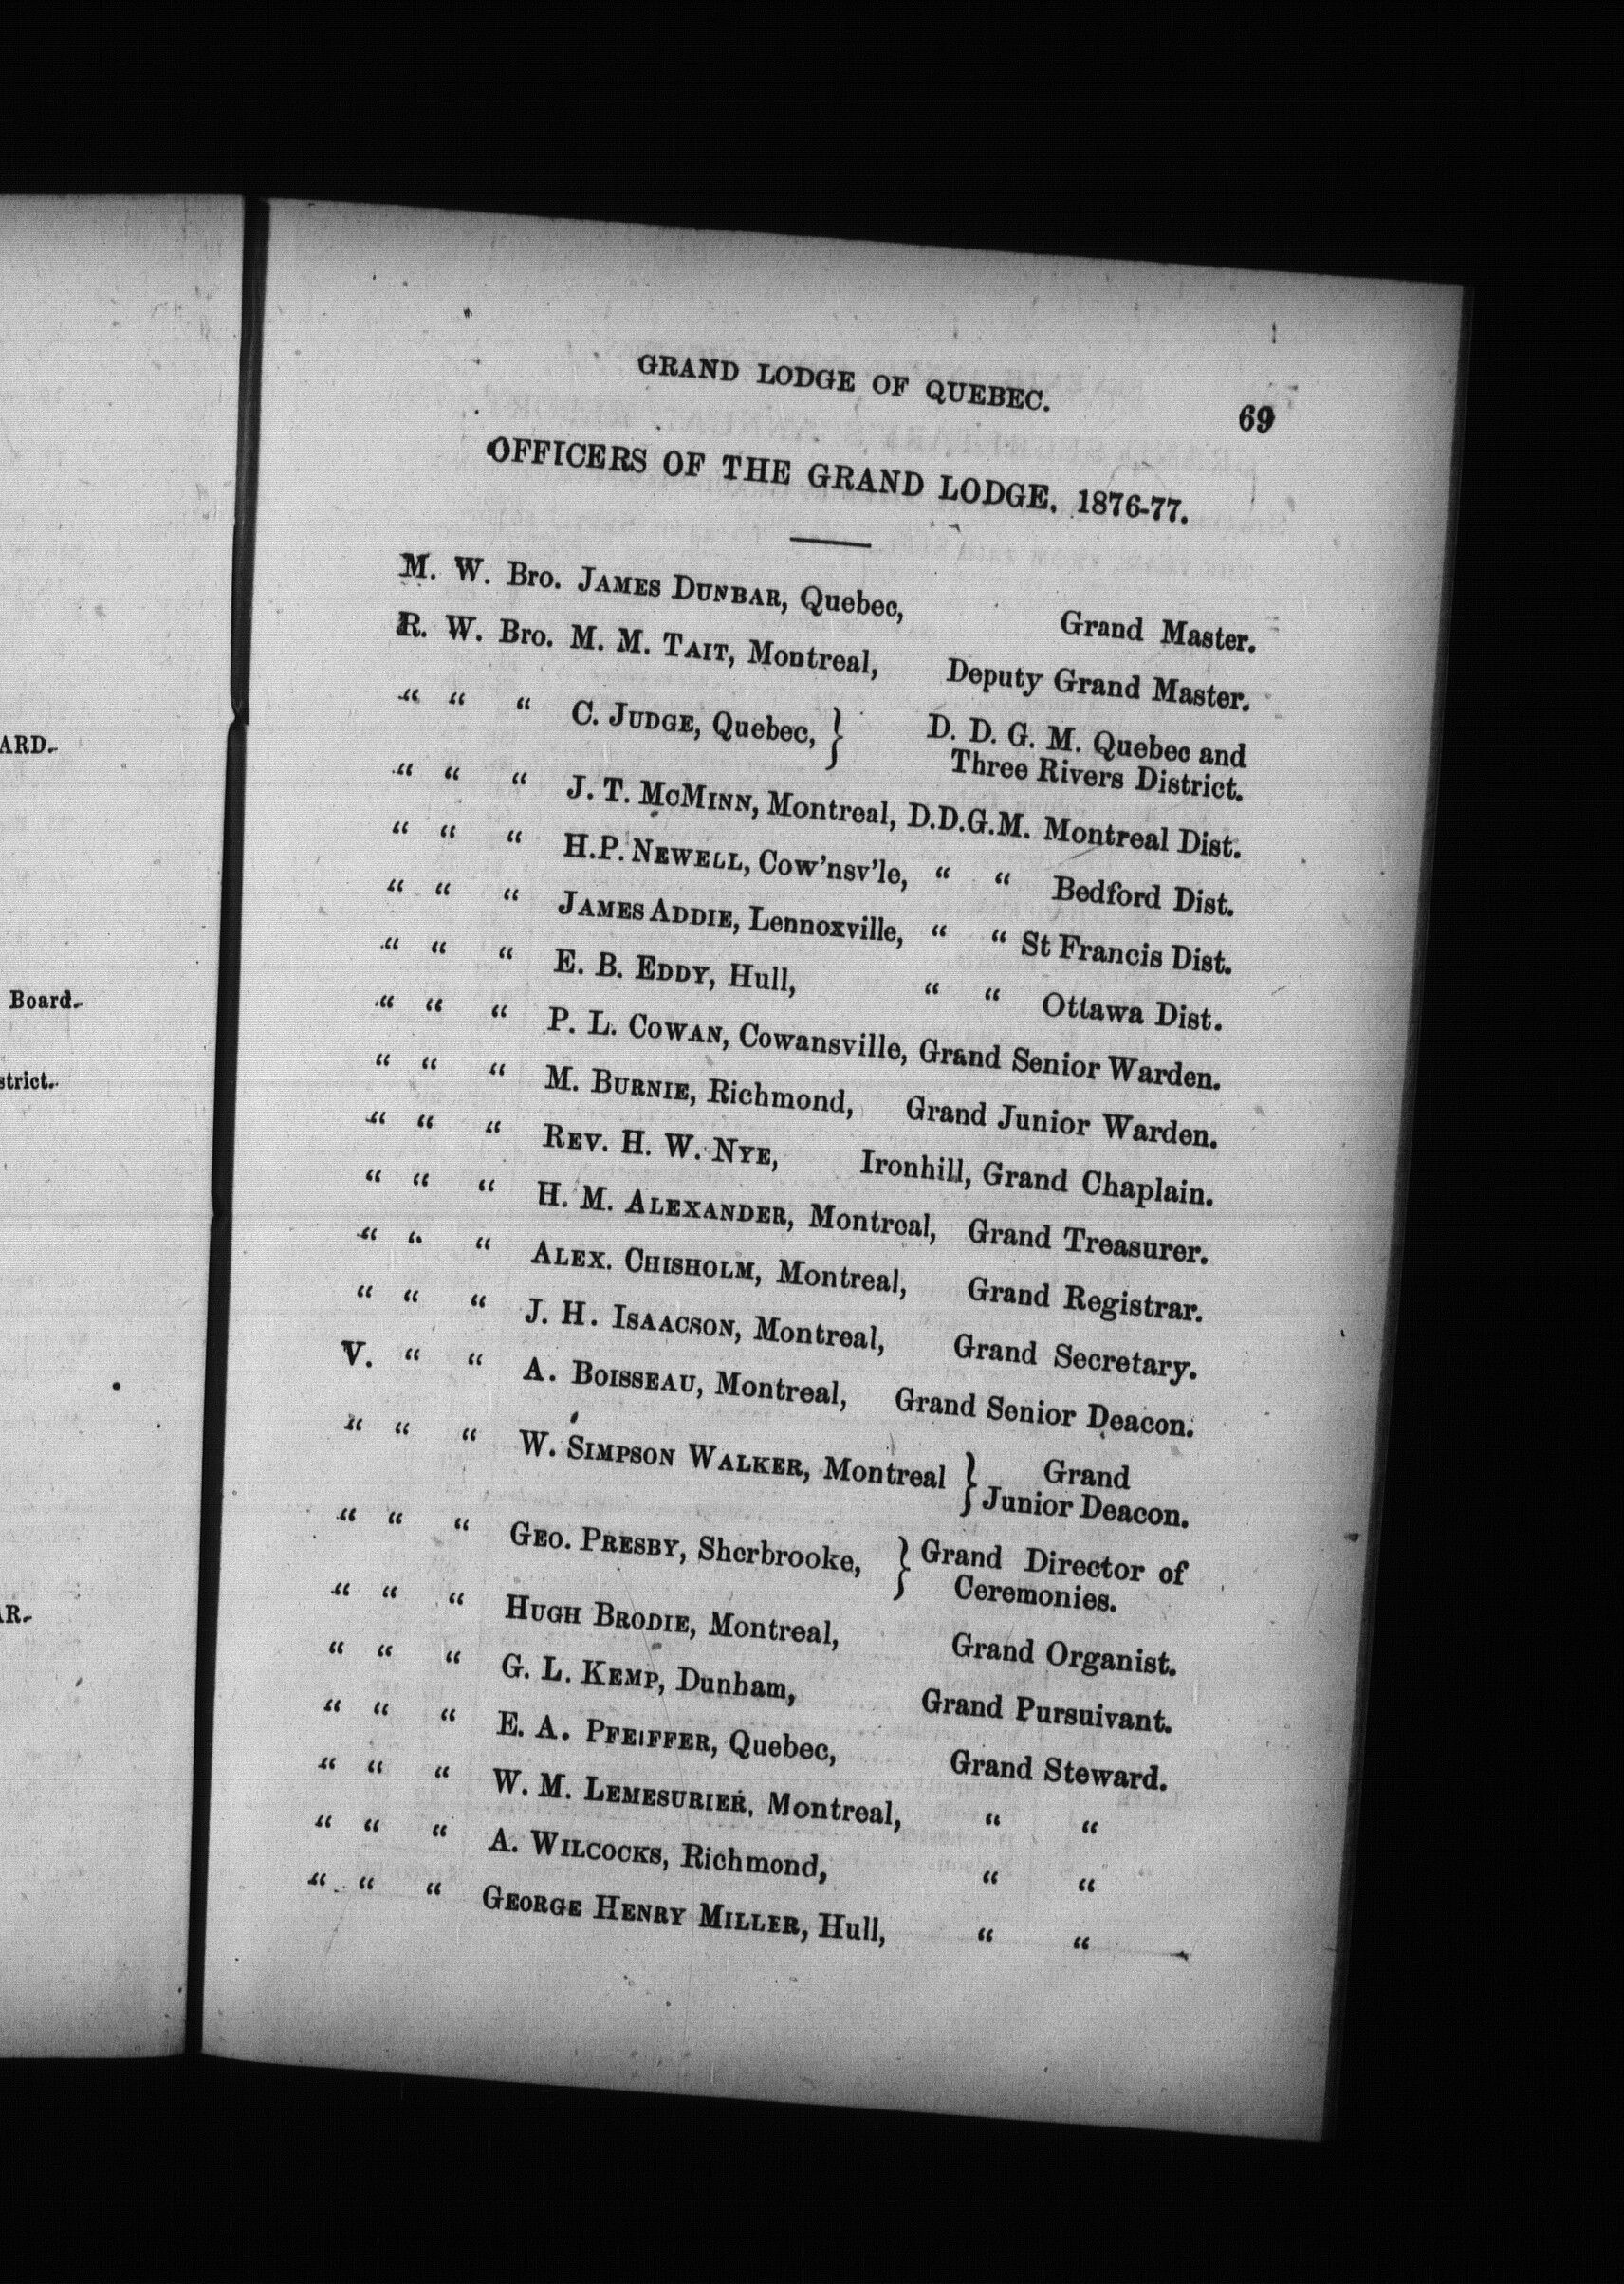 ARD.
Board.
strict.
AR.
GRAND LODGE OF QUEBEC. 69
OFFICERS OF THE GRAND LODGE, 1876-77.
M. W. Bro. JAMES DUNBAR, Quebec, Grand Master.
R. W. Bro. M. M. TAIT, Montreal, Deputy Grand Master.
“ “ “ C. JUDGE, Quebec, } D. D. G. M. Quebec and
Three Rivers District.
“ “ “ J. T. MCMINN, Montreal, D.D.G.M. Montreal Dist.
“ “ “ H.P. NEWELL, Cow'nsv'le, “ “ Bedford Dist.
“ “ “ JAMES ADDIE, Lennoxville, “ “ St Francis Dist.
“ “ “ E. B. EDDY, Hull, “ “ Ottawa Dist.
“ “ “ P. L. COWAN, Cowansville, Grand Senior Warden.
“ “ “ M. BURNIE, Richmond, Grand Junior Warden.
“ “ “ REV. H. W. NYE, Ironhill, Grand Chaplain.
“ “ “ H. M. ALEXANDER, Montreal, Grand Treasurer.
“ “ “ ALEX. CHISHOLM, Montreal, Grand Registrar.
“ “ “ J. H. ISAACSON, Montreal, Grand Secretary.
V. “ “ A. BOISSEAU, Montreal, Grand Senior Deacon.
“ “ “ W. SIMPSON WALKER, Montreal } Grand
Junior Deacon.
“ “ “ GEO. PRESBY, Sherbrooke, } Grand Director of
Ceremonies.
“ “ “ HUGH BRODIE, Montreal, Grand Organist.
“ “ “ G. L. KEMP, Dunham, Grand Pursuivant.
“ “ “ E. A. PFEIFFER, Quebec, Grand Steward.
“ “ “ W. M. LEMESURIER, Montreal, “ “
“ “ “ A. WILCOCKS, Richmond, “ “
“ “ “ GEORGE HENRY MILLER, Hull, “ “